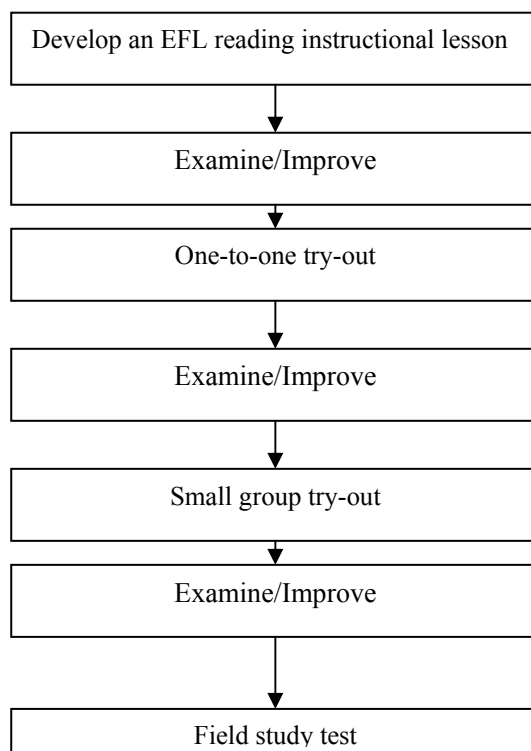 Develop an EFL reading instructional lesson
Examine/Improve
One-to-one try-out
Examine/Improve
Small group try-out
Examine/Improve
Field study test